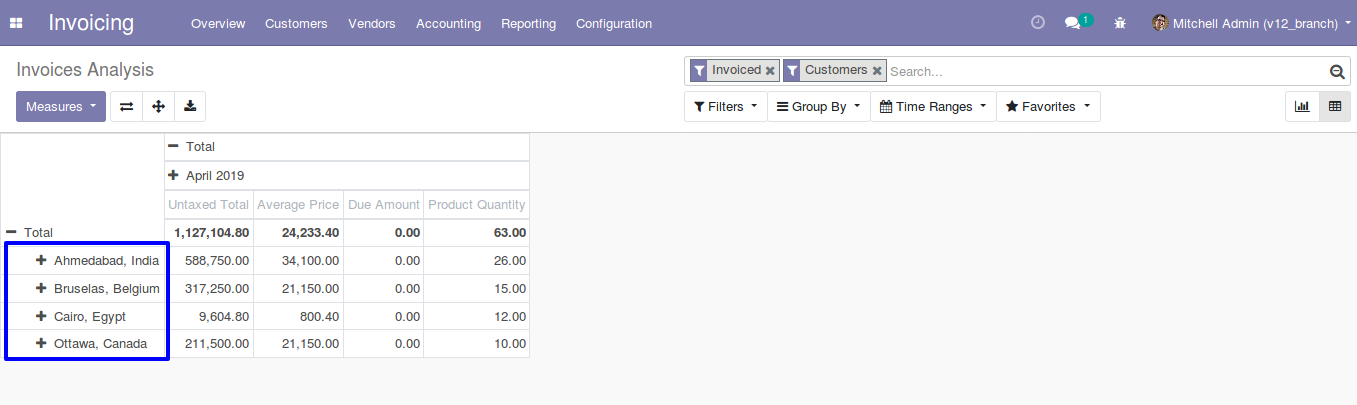 Invoicing Overview Customers Vendors Accounting Reporting Configuration 1 Mitchell Admin (v12_branch)
Invoices Analysis
Invoiced Customers Search...
Measures
Filters Group By Time Ranges Favorites
Total
April 2019
Untaxed Total Average Price Due Amount Product Quantity
Total 1,127,104.80 24,233.40 0.00 63.00
Ahmedabad, India 588,750.00 34,100.00 0.00 26.00
Bruselas, Belgium 317,250.00 21,150.00 0.00 15.00
Cairo, Egypt 9,604.80 800.40 0.00 12.00
Ottawa, Canada 211,500.00 21,150.00 0.00 10.00